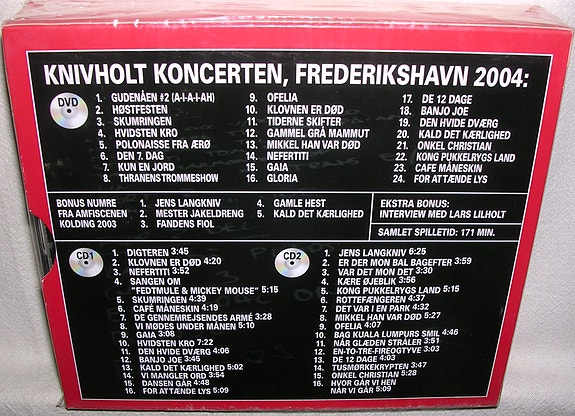 KNIVHOLT KONCERTEN, FREDERIKSHAVN 2004:
DVD
1. GUDENÅEN #2 (A-I-A-I-AH)
2. HØSTFESTEN
3. SKUMRINGEN
4. HVIDSTEN KRO
5. POLONAISSE FRA ÆRØ
6. DEN 7. DAG
7. KUN EN JORD
8. THRANENSTROMMESHOW
9. OFELIA
10. KLOVNEN ER DØD
11. TIDERNE SKIFTER
12. GAMMEL GRÅ MAMMUT
13. MIKKEL HAN VAR DØD
14. NEFERTITI
15. GAIA
16. GLORIA
17. DE 12 DAGE
18. BANJO JOE
19. DEN HVIDE DVÆRG
20. KALD DET KÆRLIGHED
21. ONKEL CHRISTIAN
22. KONG PUKKELRYGS LAND
23. CAFE MÅNESKIN
24. FOR AT TÆNDE LYS
BONUS NUMRE
FRA AMFISCENEN
KOLDING 2003
1. JENS LANGKNIV
2. MESTER JAKELDRENG
3. FANDENS FIOL
4. GAMLE HEST
5. KALD DET KÆRLIGHED
EKSTRA BONUS:
INTERVIEW MED LARS LILHOLT
SAMLET SPILLETID: 171 MIN.
CD1
1. DIGTEREN 3:45
2. KLOVNEN ER DØD 4:20
3. NEFERTITI 3:52
4. SANGEN OM
"FEDTMULE & MICKEY MOUSE" 5:15
5. SKUMRINGEN 4:39
6. CAFÉ MÅNESKIN 4:19
7. DE GENNEMREJSENDES ARMÉ 3:28
8. VI MØDES UNDER MÅNEN 5:10
9. GAIA 3:08
10. HVIDSTEN KRO 7:22
11. DEN HVIDE DVÆRG 4:06
12. BANJO JOE 3:45
13. KALD DET KÆRLIGHED 5:02
14. VI MANGLER ORD 3:54
15. DANSEN GÅR 4:48
16. FOR AT TÆNDE LYS 5:09
CD2
1. JENS LANGKNIV 6:25
2. ER DER MON BAL BAGEFTER 3:59
3. VAR DET MON DET 3:30
4. KÆRE ØJEBLIK 3:56
5. KONG PUKKELRYGS LAND 5:18
6. ROTTEFÆNGEREN 4:37
7. DET VAR I EN PARK 4:32
8. MIKKEL HAN VAR DØD 5:27
9. OFELIA 4:07
10. BAG KUALA LUMPURS SMIL 4:46
11. NÅR GLÆDEN STRÅLER 3:51
12. EN-TO-TRE-FIREOGTYVE 3:03
13. DE 12 DAGE 4:03
14. TUSMØRKEKRYPTEN 3:47
15. ONKEL CHRISTIAN 5:28
16. HVOR GÅR VI HEN
NÅR VI GÅR 5:09